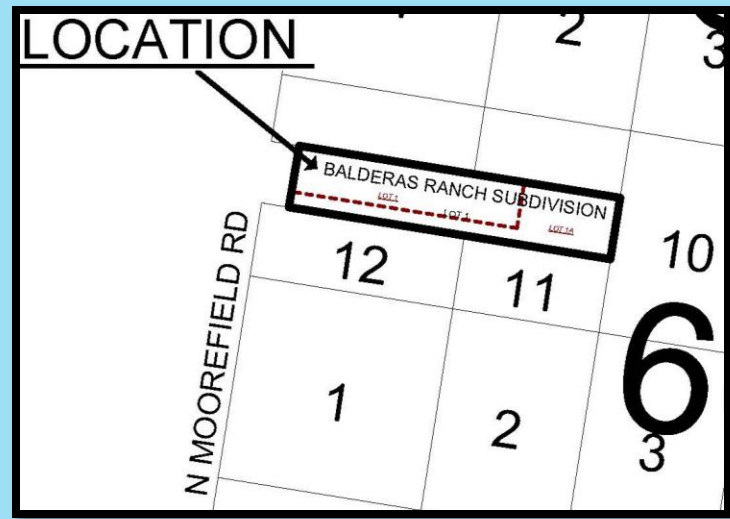 LOCATION
2
3
BALDERAS RANCH SUBDIVISION
LOT 1
LOT 1
LOT 1A
N MOOREFIELD RD
12
11
10
6
1
2
3